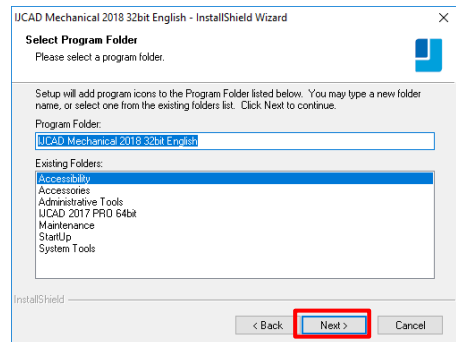 IJCAD Mechanical 2018 32bit English - InstallShield Wizard
Select Program Folder
Please select a program folder.
Setup will add program icons to the Program Folder listed below. You may type a new folder
name, or select one from the existing folders list. Click Next to continue.
Program Folder:
IJCAD Mechanical 2018 32bit English
Existing Folders:
Accessibility
Accessories
Administrative Tools
IJCAD 2017 PRO 64bit
Maintenance
StartUp
System Tools
InstallShield
< Back
Next >
Cancel